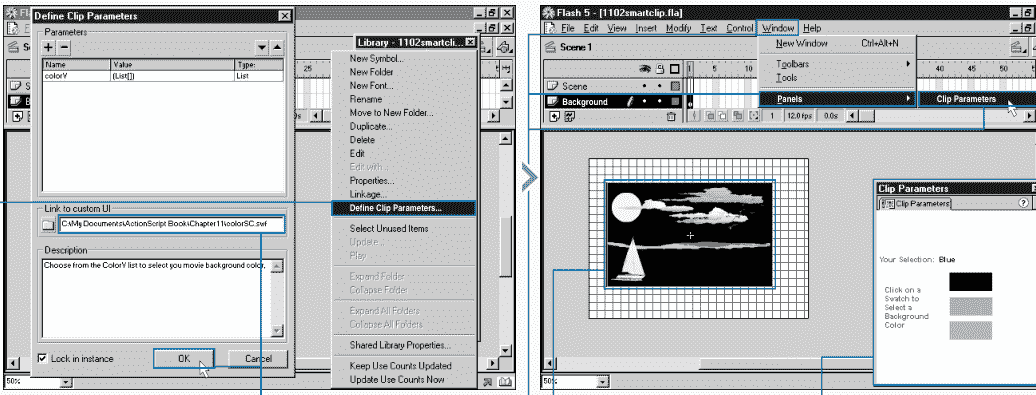 Define Clip Parameters
Parameters
Name Value Type:
colorY (List[]) List
Link to custom UI
C:\My Documents\ActionScript Book\Chapter11\colorSC.swf
Description
Choose from the ColorY list to select you movie background color,
Lock in instance
OK
Cancel
50%
25
Library - 1102smartcli...
New Symbol...
New Folder
New Font...
Rename
Move to New Folder...
Duplicate...
Delete
Edit
Edit with...
Properties...
Linkage...
Define Clip Parameters...
Select Unused Items
Update...
Play
Expand Folder
Collapse Folder
Expand All Folders
Collapse All Folders
Shared Library Properties...
Keep Use Counts Updated
Update Use Counts Now
Flash 5 - [1102smartclip.fla]
File Edit View Insert Modify Text Control Window Help
Scene 1
New Window Ctrl+Alt+N
Toolbars
Tools
Panels
Clip Parameters
1 5 10 40 45 50
Scene
Background
1 12.0 fps 0.0s
Clip Parameters
Clip Parameters
Your Selection: Blue
Click on a
Swatch to
Select a
Background
Color
50%